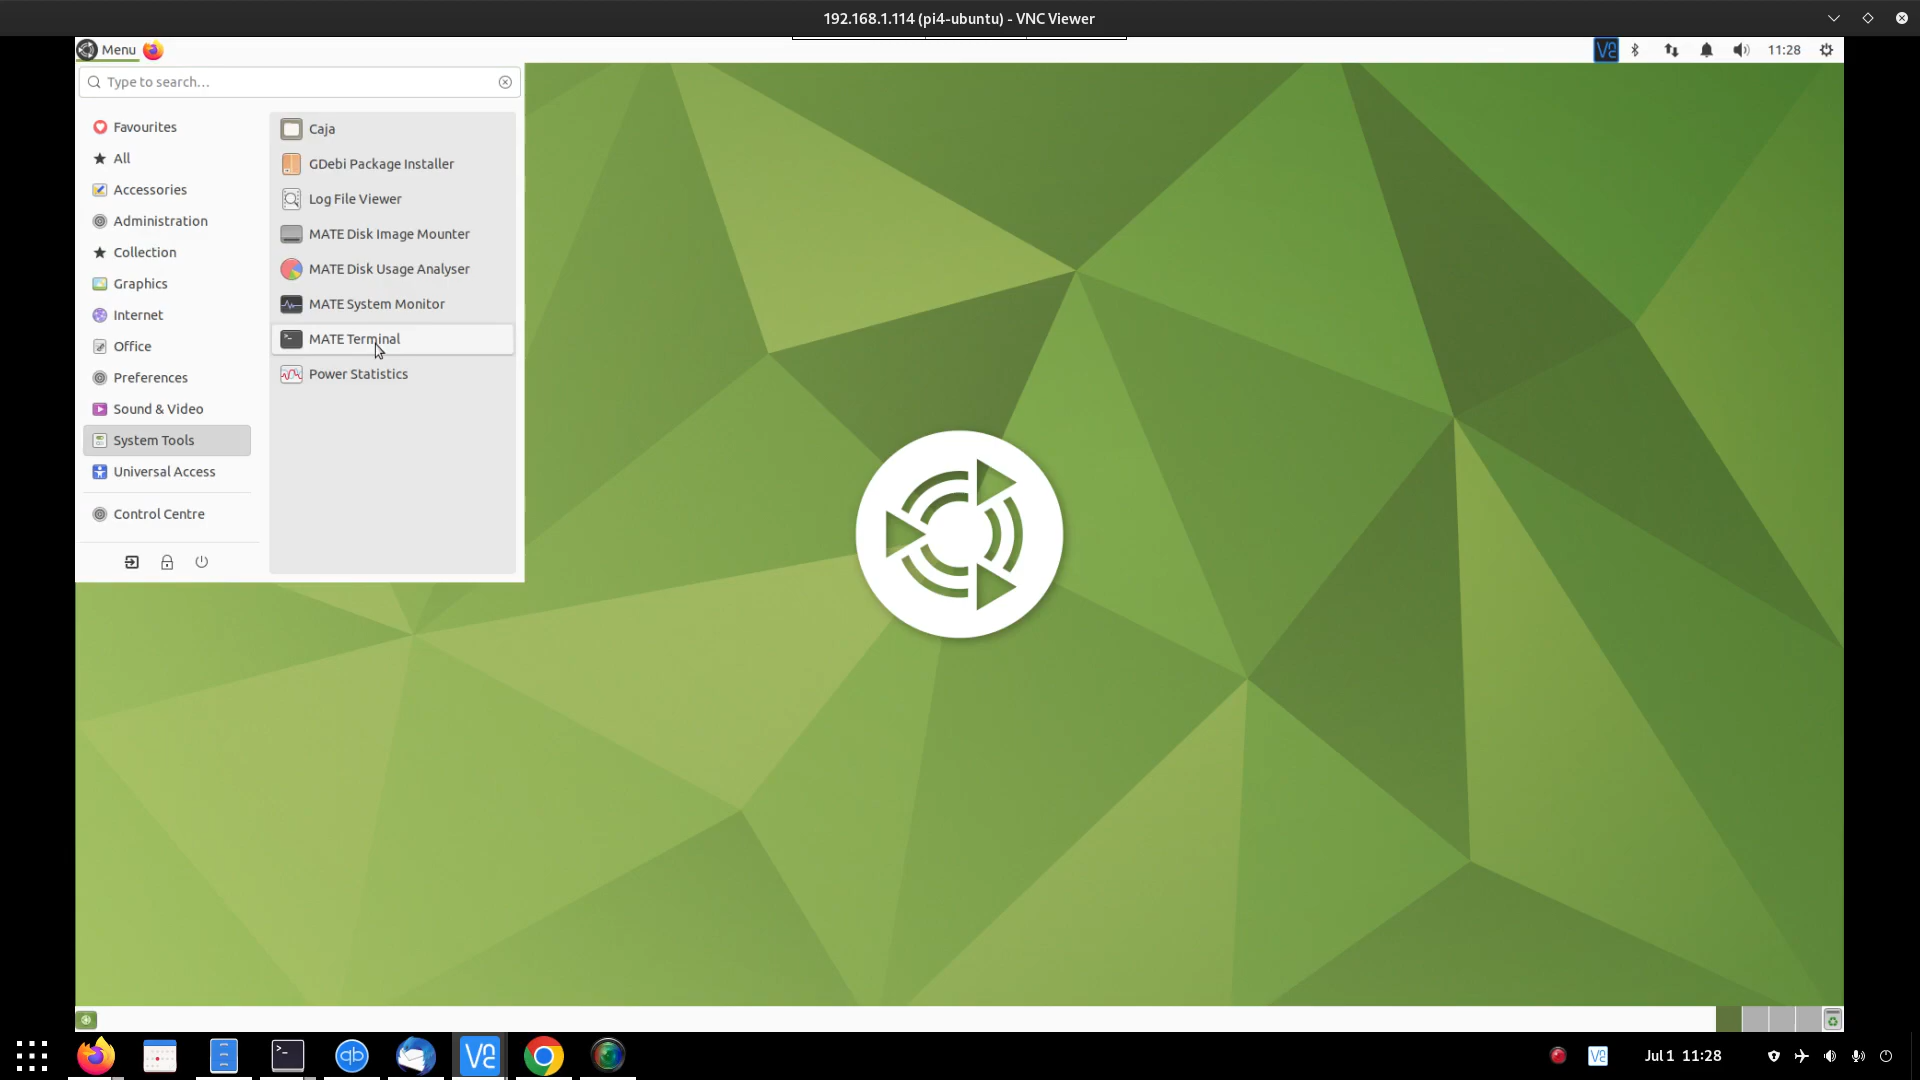 192.168.1.114 (pi4-ubuntu) - VNC Viewer
Menu
11:28
Type to search...
Favourites
All
Accessories
Administration
Collection
Graphics
Internet
Office
Preferences
Sound & Video
System Tools
Universal Access
Control Centre
Caja
GDebi Package Installer
Log File Viewer
MATE Disk Image Mounter
MATE Disk Usage Analyser
MATE System Monitor
MATE Terminal
Power Statistics
Jul 1 11:28